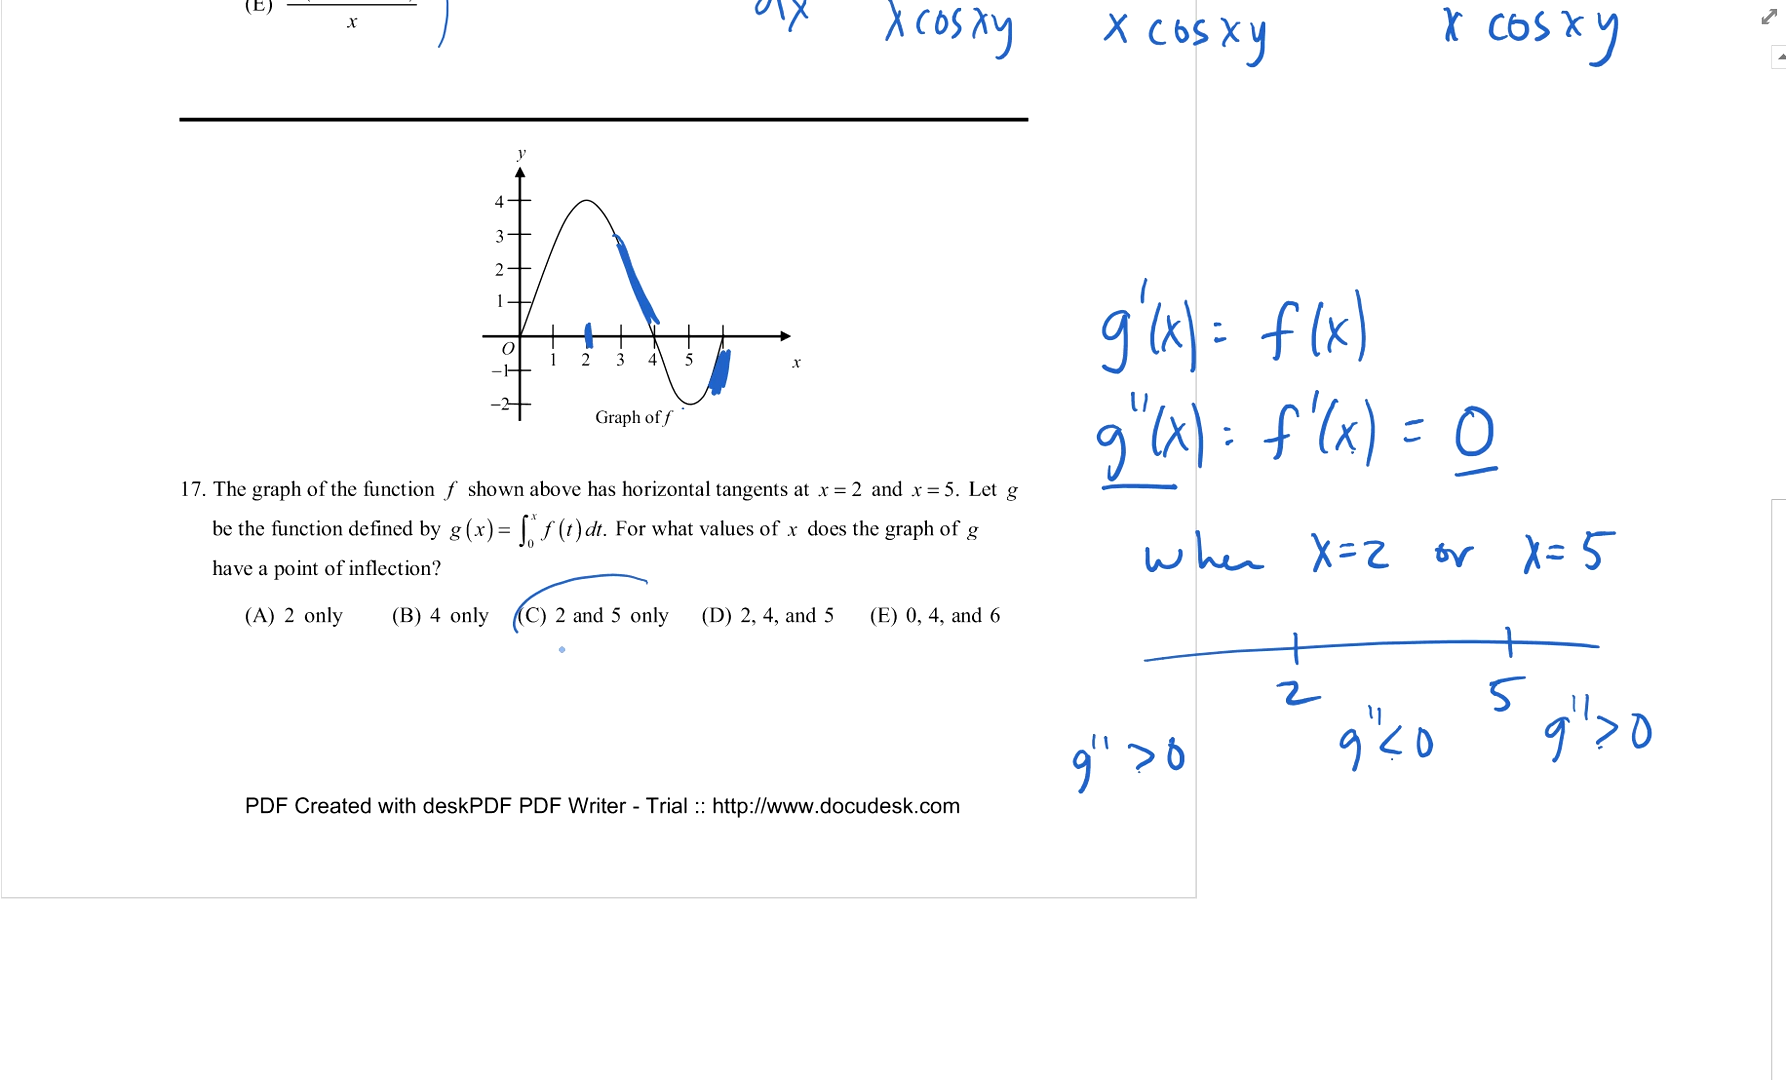 (E)
x
x cos xy
x cos xy
x cos xy
y
4
3
2
1
O
1 2 3 4 5
x
−1
−2
Graph of f
g'(x) = f(x)
g''(x) = f'(x) = 0
17. The graph of the function f shown above has horizontal tangents at x = 2 and x = 5. Let g
be the function defined by g(x) = ∫₀ˣ f(t) dt. For what values of x does the graph of g
have a point of inflection?
when x=2 or x=5
(A) 2 only (B) 4 only (C) 2 and 5 only (D) 2, 4, and 5 (E) 0, 4, and 6
2 5
g'' > 0 g'' < 0 g'' > 0
PDF Created with deskPDF PDF Writer - Trial :: http://www.docudesk.com